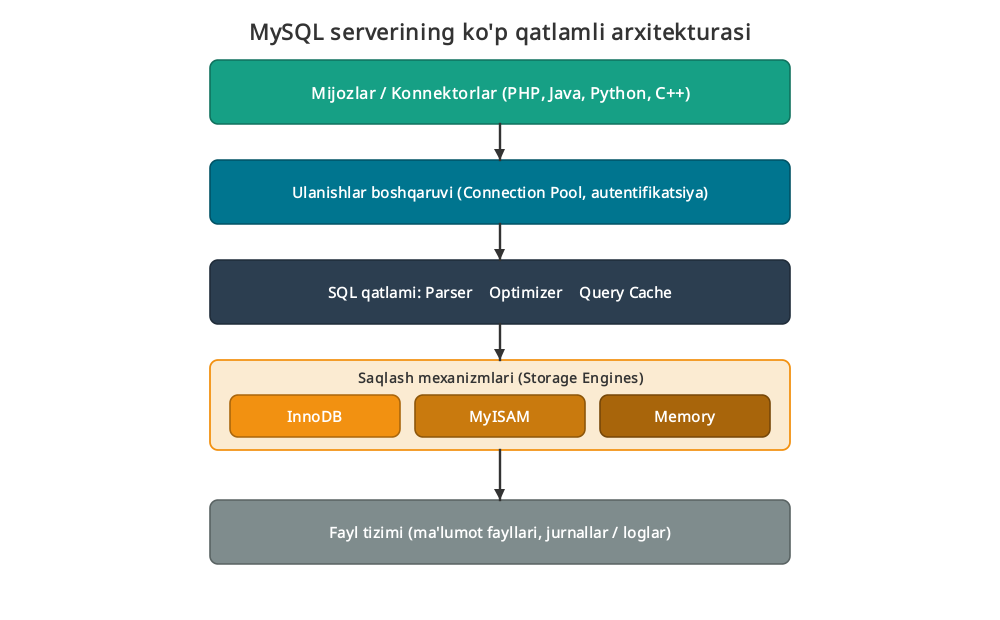 MySQL serverining ko'p qatlamli arxitekturasi
Mijozlar / Konnektorlar (PHP, Java, Python, C++)
Ulanishlar boshqaruvi (Connection Pool, autentifikatsiya)
SQL qatlami: Parser Optimizer Query Cache
Saqlash mexanizmlari (Storage Engines)
InnoDB MyISAM Memory
Fayl tizimi (ma'lumot fayllari, jurnallar / loglar)